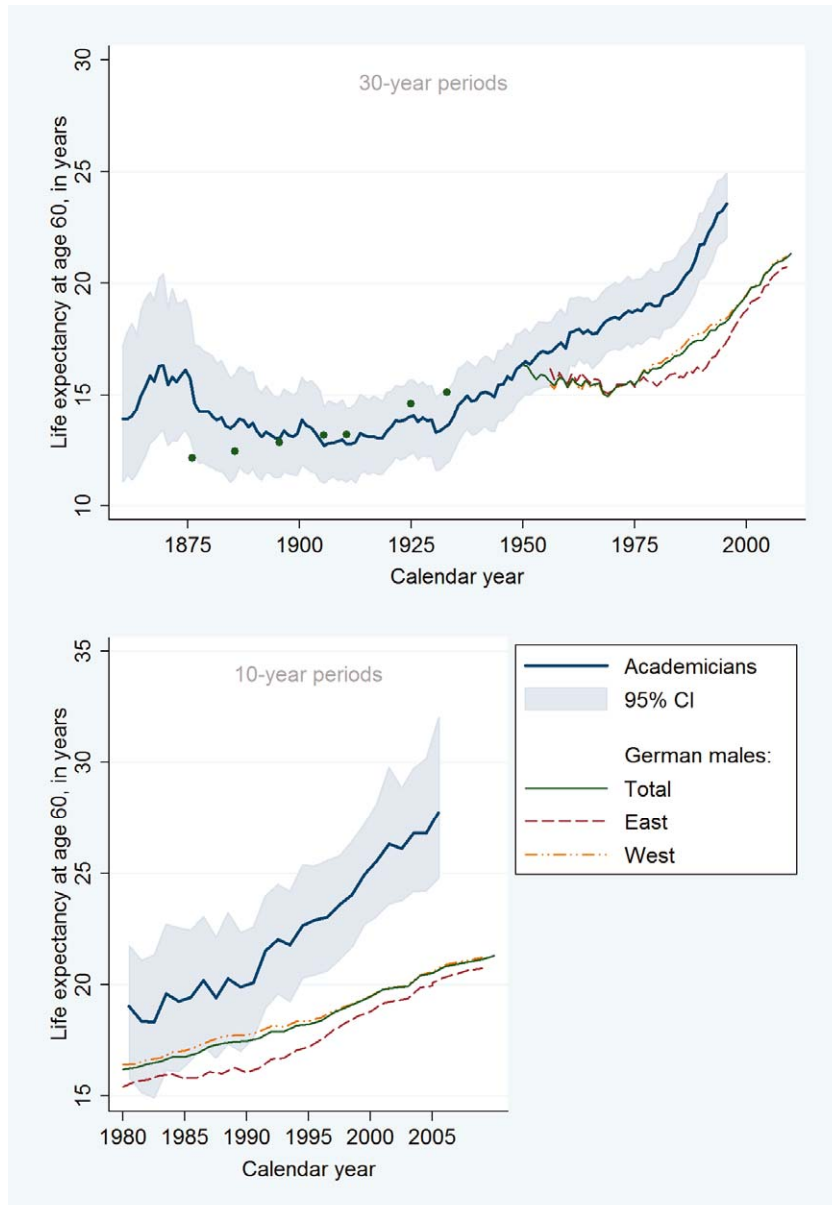 30-year periods
Life expectancy at age 60, in years
30
25
20
15
10
1875 1900 1925 1950 1975 2000
Calendar year
10-year periods
Life expectancy at age 60, in years
35
30
25
20
15
1980 1985 1990 1995 2000 2005
Calendar year
Academicians
95% CI
German males:
Total
East
West